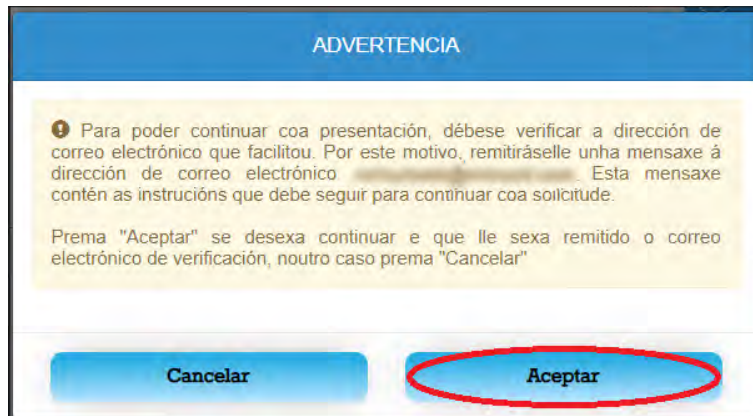 ADVERTENCIA
Para poder continuar coa presentación, débese verificar a dirección de
correo electrónico que facilitou. Por este motivo, remitiráselle unha mensaxe á
dirección de correo electrónico . Esta mensaxe
contén as instrucións que debe seguir para continuar coa solicitude.
Prema "Aceptar" se desexa continuar e que lle sexa remitido o correo
electrónico de verificación, noutro caso prema "Cancelar"
Cancelar
Aceptar